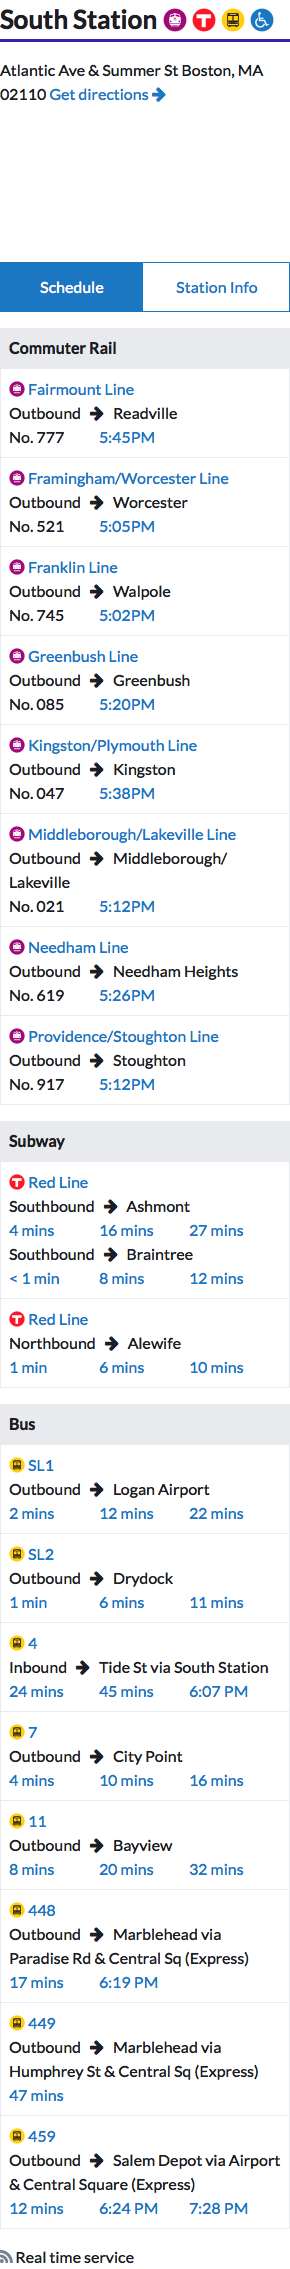 South Station
Atlantic Ave & Summer St Boston, MA
02110 Get directions
Schedule
Station Info
Commuter Rail
Fairmount Line
Outbound Readville
No. 777 5:45PM
Framingham/Worcester Line
Outbound Worcester
No. 521 5:05PM
Franklin Line
Outbound Walpole
No. 745 5:02PM
Greenbush Line
Outbound Greenbush
No. 085 5:20PM
Kingston/Plymouth Line
Outbound Kingston
No. 047 5:38PM
Middleborough/Lakeville Line
Outbound Middleborough/
Lakeville
No. 021 5:12PM
Needham Line
Outbound Needham Heights
No. 619 5:26PM
Providence/Stoughton Line
Outbound Stoughton
No. 917 5:12PM
Subway
Red Line
Southbound Ashmont
4 mins 16 mins 27 mins
Southbound Braintree
< 1 min 8 mins 12 mins
Red Line
Northbound Alewife
1 min 6 mins 10 mins
Bus
SL1
Outbound Logan Airport
2 mins 12 mins 22 mins
SL2
Outbound Drydock
1 min 6 mins 11 mins
4
Inbound Tide St via South Station
24 mins 45 mins 6:07 PM
7
Outbound City Point
4 mins 10 mins 16 mins
11
Outbound Bayview
8 mins 20 mins 32 mins
448
Outbound Marblehead via
Paradise Rd & Central Sq (Express)
17 mins 6:19 PM
449
Outbound Marblehead via
Humphrey St & Central Sq (Express)
47 mins
459
Outbound Salem Depot via Airport
& Central Square (Express)
12 mins 6:24 PM 7:28 PM
Real time service